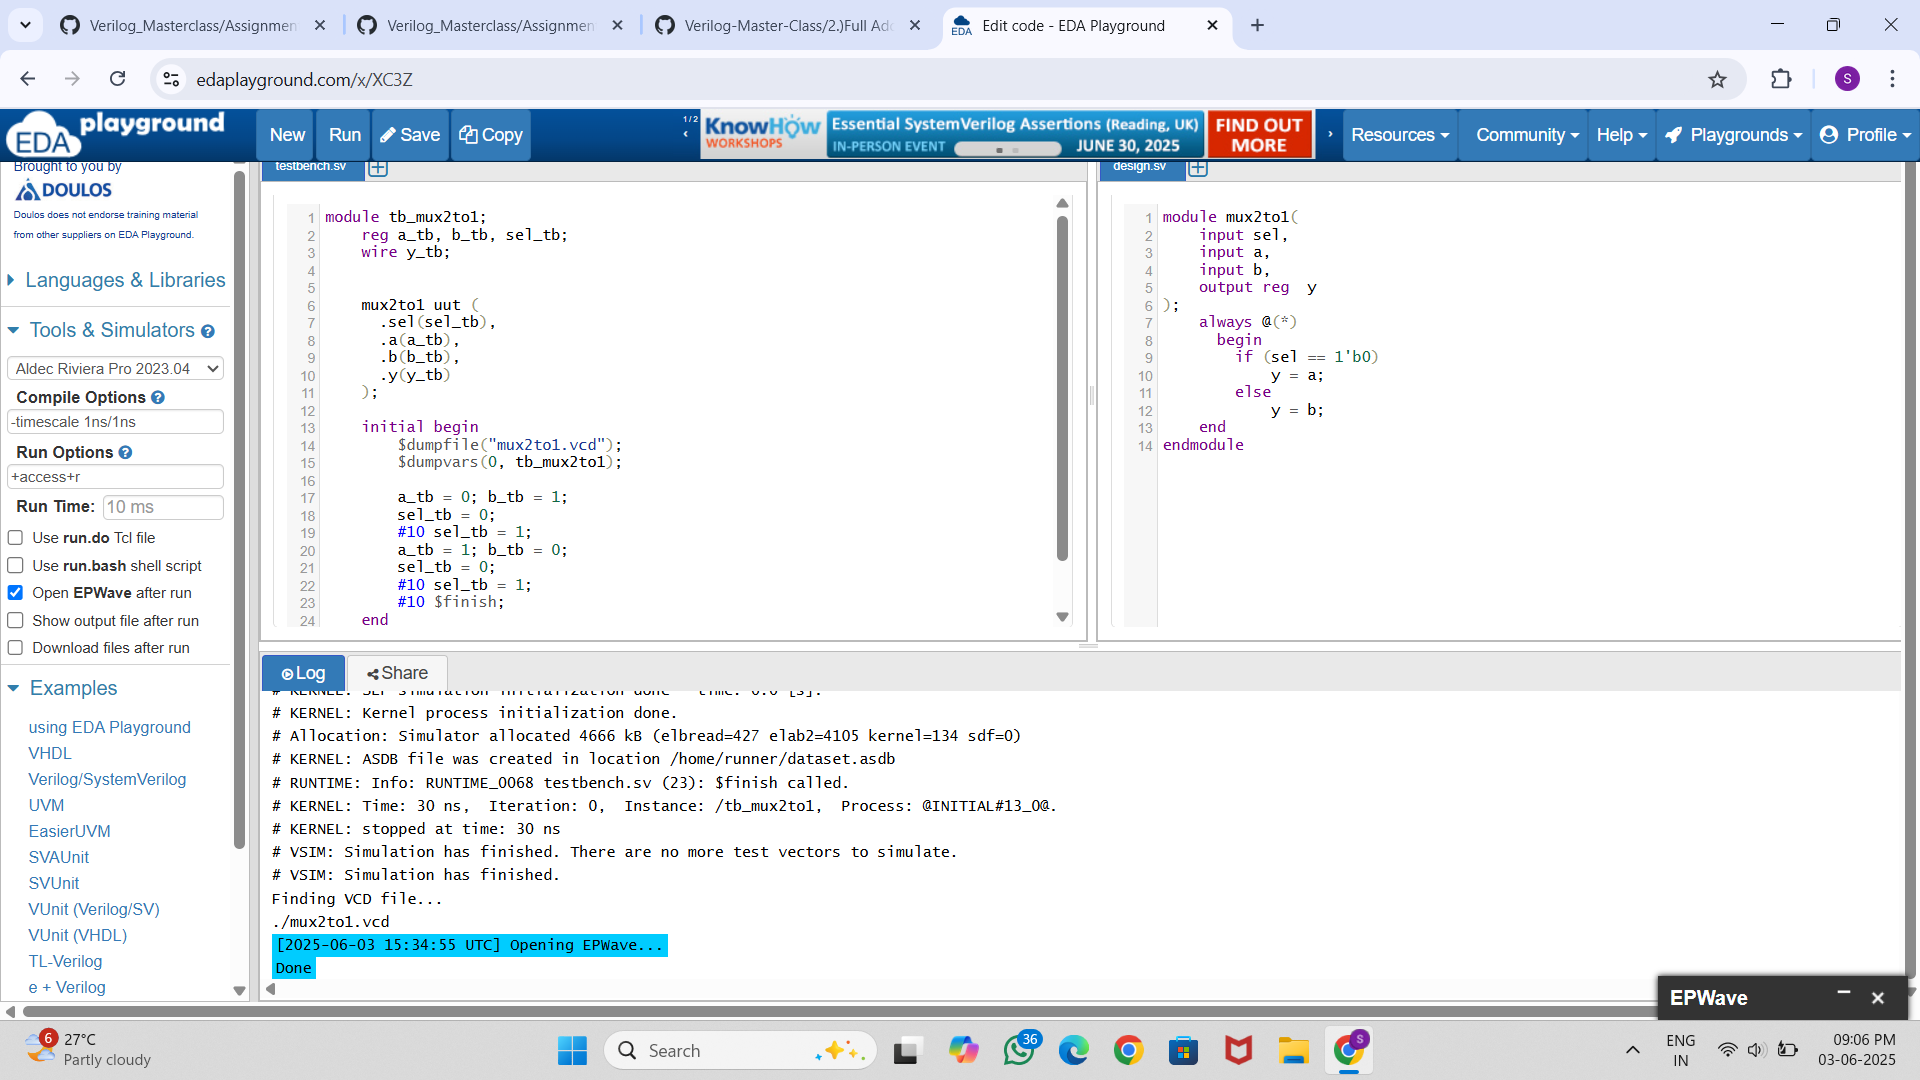 Verilog_Masterclass/Assignmen
Verilog_Masterclass/Assignmen
Verilog-Master-Class/2.)Full Add
EDA
Edit code - EDA Playground
edaplayground.com/x/XC3Z
S
EDA playground
New
Run
Save
Copy
1/2
KnowHow
WORKSHOPS
Essential SystemVerilog Assertions (Reading, UK)
IN-PERSON EVENT
JUNE 30, 2025
FIND OUT
MORE
Resources
Community
Help
Playgrounds
Profile
Brought to you by
DOULOS
Doulos does not endorse training material
from other suppliers on EDA Playground.
Languages & Libraries
Tools & Simulators
Aldec Riviera Pro 2023.04
Compile Options
-timescale 1ns/1ns
Run Options
+access+r
Run Time:
10 ms
Use run.do Tcl file
Use run.bash shell script
Open EPWave after run
Show output file after run
Download files after run
Examples
using EDA Playground
VHDL
Verilog/SystemVerilog
UVM
EasierUVM
SVAUnit
SVUnit
VUnit (Verilog/SV)
VUnit (VHDL)
TL-Verilog
e + Verilog
testbench.sv
1 module tb_mux2to1;
2 reg a_tb, b_tb, sel_tb;
3 wire y_tb;
4
5
6 mux2to1 uut (
7 .sel(sel_tb),
8 .a(a_tb),
9 .b(b_tb),
10 .y(y_tb)
11 );
12
13 initial begin
14 $dumpfile("mux2to1.vcd");
15 $dumpvars(0, tb_mux2to1);
16
17 a_tb = 0; b_tb = 1;
18 sel_tb = 0;
19 #10 sel_tb = 1;
20 a_tb = 1; b_tb = 0;
21 sel_tb = 0;
22 #10 sel_tb = 1;
23 #10 $finish;
24 end
design.sv
1 module mux2to1(
2 input sel,
3 input a,
4 input b,
5 output reg y
6 );
7 always @(*)
8 begin
9 if (sel == 1'b0)
10 y = a;
11 else
12 y = b;
13 end
14 endmodule
Log
Share
# KERNEL: SLP simulation initialization done - time: 0.0 [s].
# KERNEL: Kernel process initialization done.
# Allocation: Simulator allocated 4666 kB (elbread=427 elab2=4105 kernel=134 sdf=0)
# KERNEL: ASDB file was created in location /home/runner/dataset.asdb
# RUNTIME: Info: RUNTIME_0068 testbench.sv (23): $finish called.
# KERNEL: Time: 30 ns, Iteration: 0, Instance: /tb_mux2to1, Process: @INITIAL#13_0@.
# KERNEL: stopped at time: 30 ns
# VSIM: Simulation has finished. There are no more test vectors to simulate.
# VSIM: Simulation has finished.
Finding VCD file...
./mux2to1.vcd
[2025-06-03 15:34:55 UTC] Opening EPWave...
Done
EPWave
6
27°C
Partly cloudy
Search
36
S
ENG
IN
09:06 PM
03-06-2025